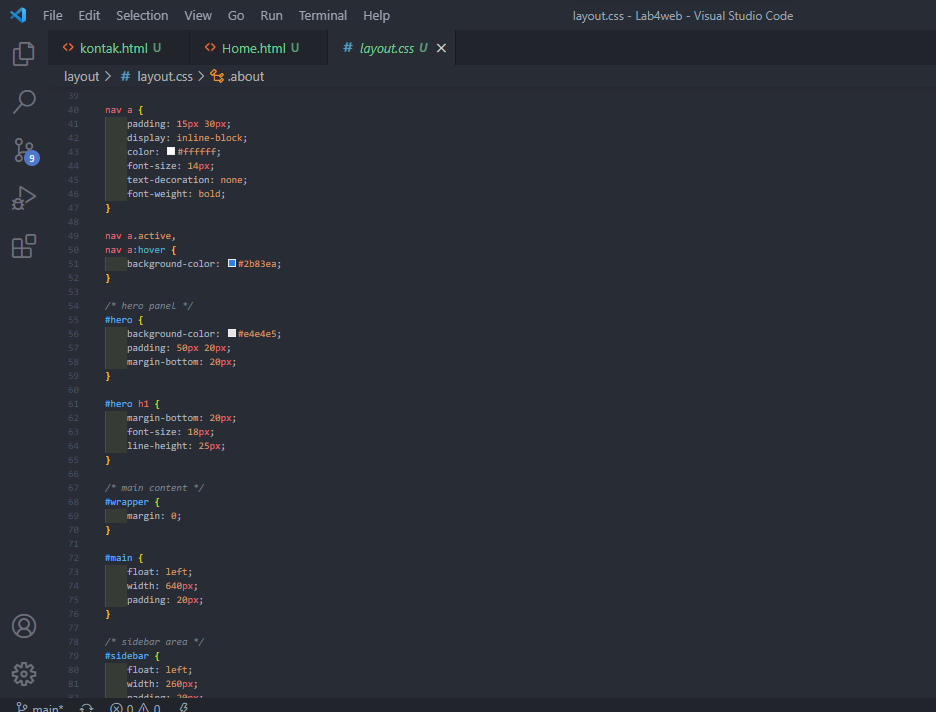 File Edit Selection View Go Run Terminal Help layout.css - Lab4web - Visual Studio Code
kontak.html U Home.html U # layout.css U
layout > # layout.css > .about
39
40 nav a {
41 padding: 15px 30px;
42 display: inline-block;
43 color: #ffffff;
44 font-size: 14px;
45 text-decoration: none;
46 font-weight: bold;
47 }
48
49 nav a.active,
50 nav a:hover {
51 background-color: #2b83ea;
52 }
53
54 /* hero panel */
55 #hero {
56 background-color: #e4e4e5;
57 padding: 50px 20px;
58 margin-bottom: 20px;
59 }
60
61 #hero h1 {
62 margin-bottom: 20px;
63 font-size: 18px;
64 line-height: 25px;
65 }
66
67 /* main content */
68 #wrapper {
69 margin: 0;
70 }
71
72 #main {
73 float: left;
74 width: 640px;
75 padding: 20px;
76 }
77
78 /* sidebar area */
79 #sidebar {
80 float: left;
81 width: 260px;
82 padding: 20px;
9
main* 0 0